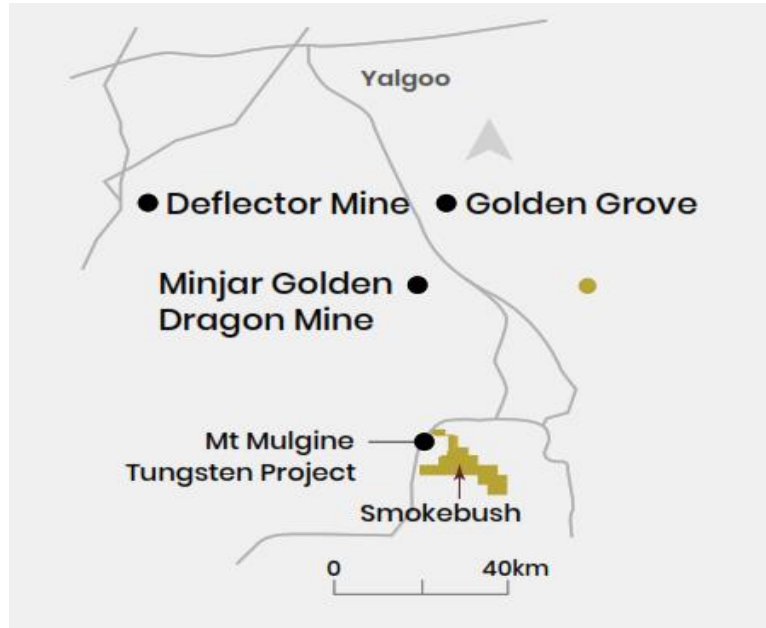 Yalgoo
Deflector Mine
Golden Grove
Minjar Golden
Dragon Mine
Mt Mulgine
Tungsten Project
Smokebush
0
40km